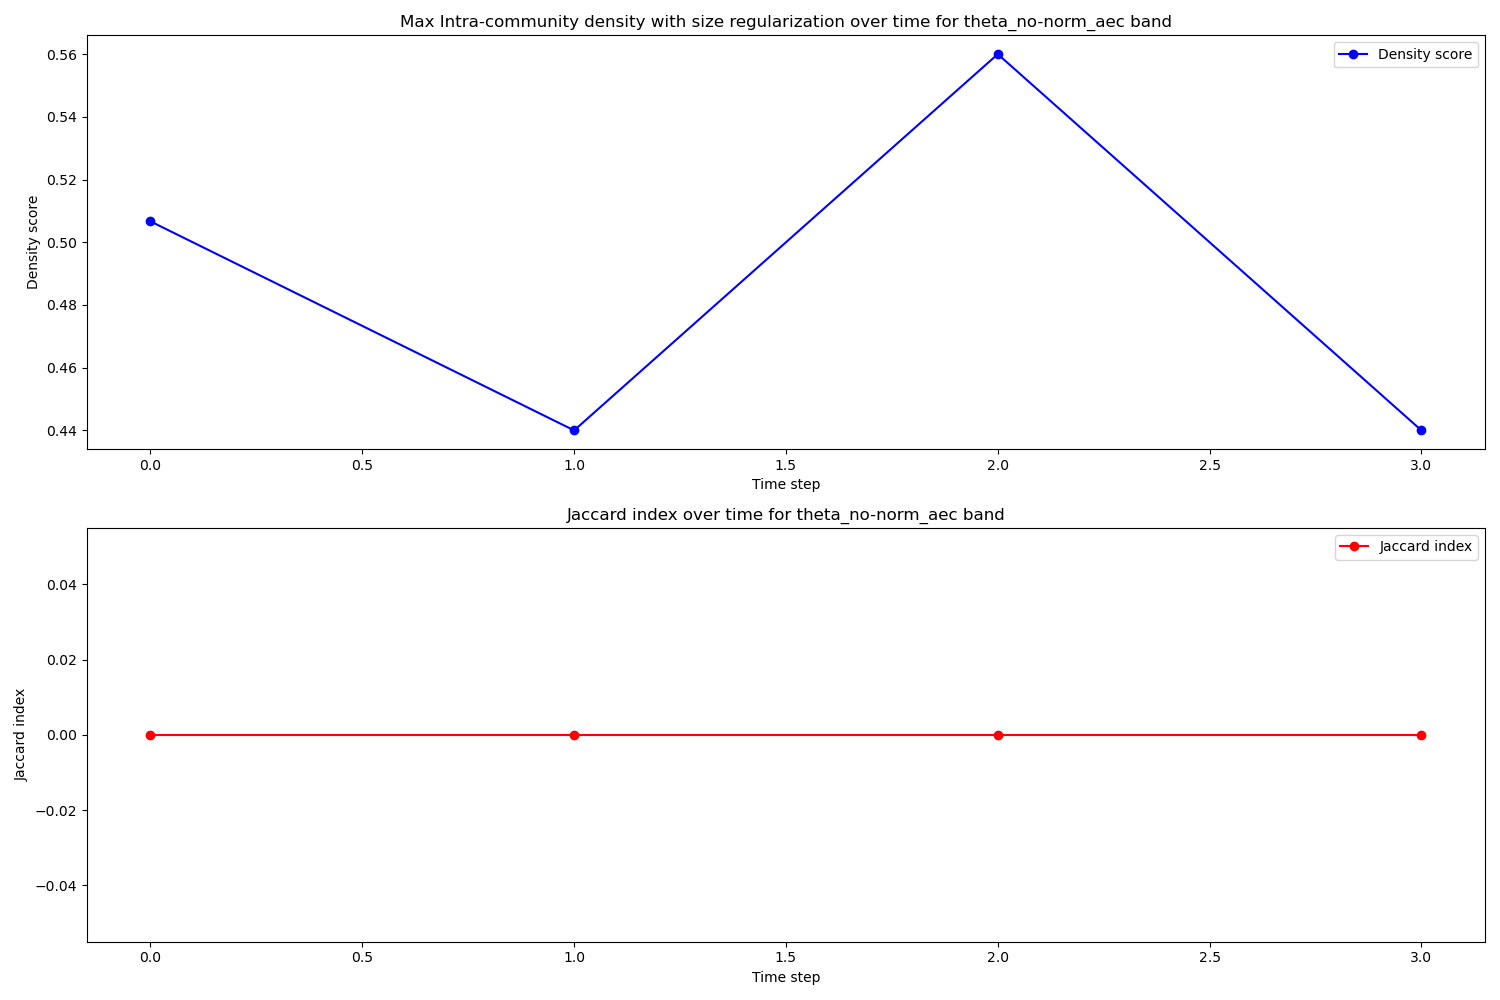 Max Intra-community density with size regularization over time for theta_no-norm_aec band
Density score
0.56
0.54
0.52
0.50
0.48
0.46
0.44
Density score
0.0 0.5 1.0 1.5 2.0 2.5 3.0
Time step
Jaccard index over time for theta_no-norm_aec band
Jaccard index
0.04
0.02
0.00
−0.02
−0.04
Jaccard index
0.0 0.5 1.0 1.5 2.0 2.5 3.0
Time step